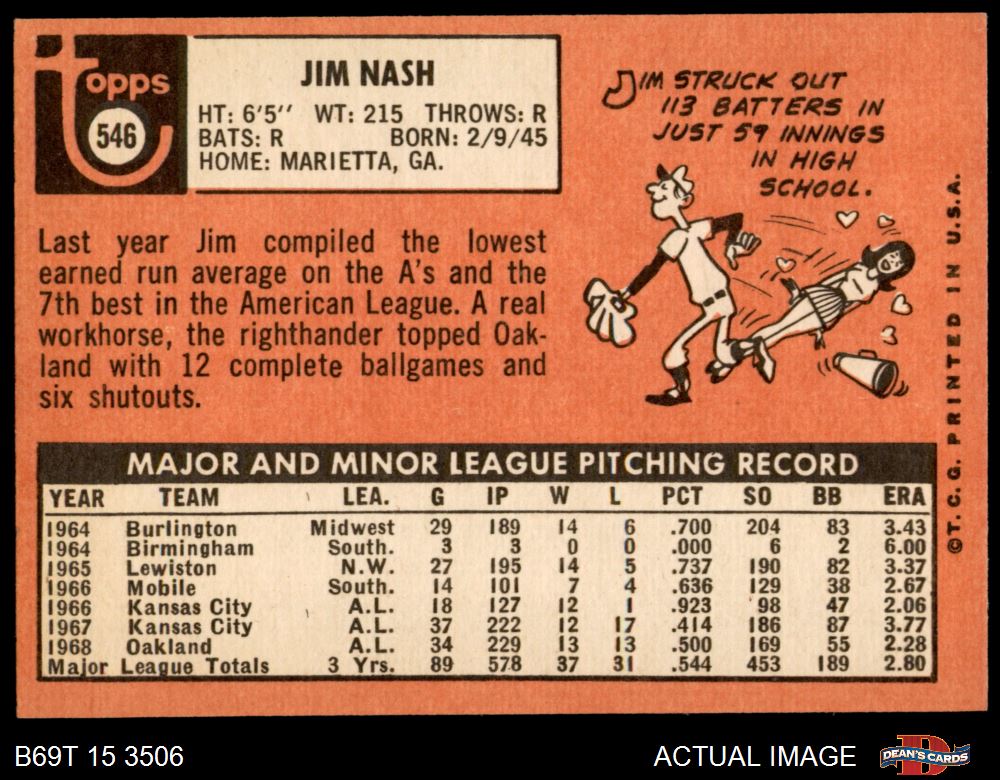 Topps
546
JIM NASH
HT: 6'5'' WT: 215 THROWS: R
BATS: R BORN: 2/9/45
HOME: MARIETTA, GA.
JIM STRUCK OUT
113 BATTERS IN
JUST 59 INNINGS
IN HIGH
SCHOOL.
Last year Jim compiled the lowest
earned run average on the A's and the
7th best in the American League. A real
workhorse, the righthander topped Oak-
land with 12 complete ballgames and
six shutouts.
MAJOR AND MINOR LEAGUE PITCHING RECORD
YEAR TEAM LEA. G IP W L PCT SO BB ERA
1964 Burlington Midwest 29 189 14 6 .700 204 83 3.43
1964 Birmingham South. 3 3 0 0 .000 6 2 6.00
1965 Lewiston N.W. 27 195 14 5 .737 190 82 3.37
1966 Mobile South. 14 101 7 4 .636 129 38 2.67
1966 Kansas City A.L. 18 127 12 1 .923 98 47 2.06
1967 Kansas City A.L. 37 222 12 17 .414 186 87 3.77
1968 Oakland A.L. 34 229 13 13 .500 169 55 2.28
Major League Totals 3 Yrs. 89 578 37 31 .544 453 189 2.80
©T.C.G. PRINTED IN U.S.A.
B69T 15 3506
ACTUAL IMAGE
D
DEAN'S CARDS